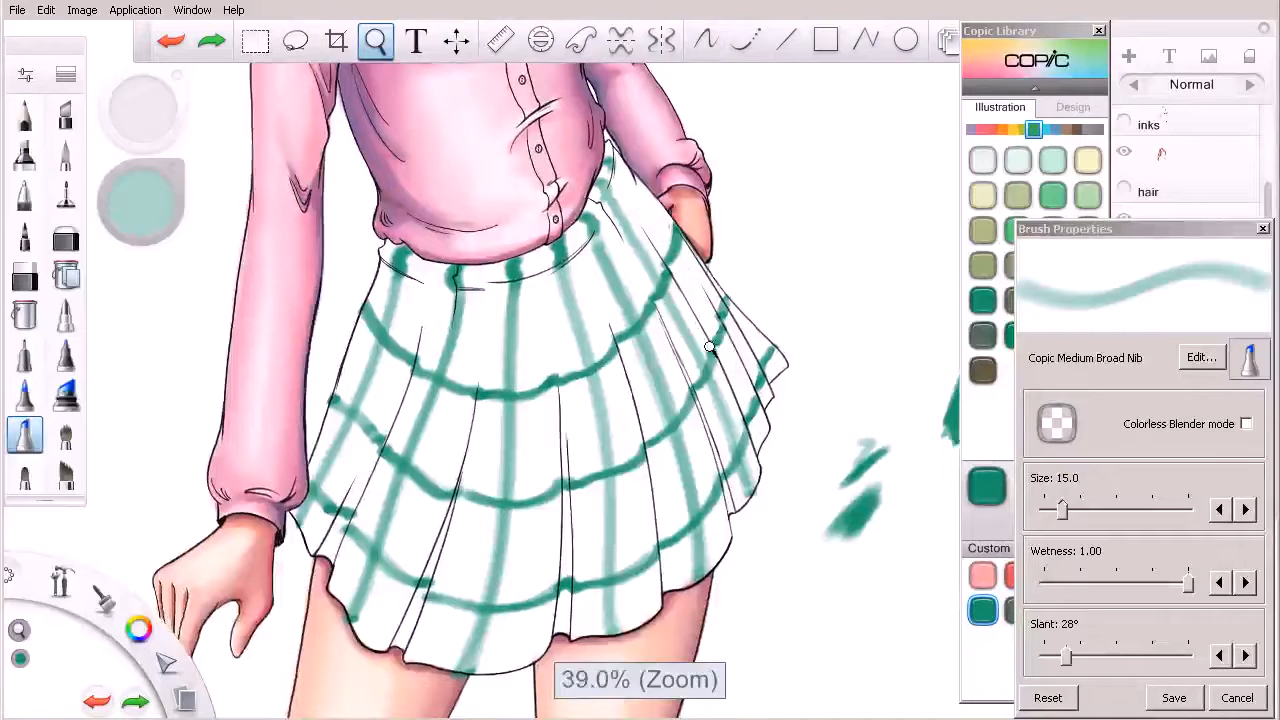 File Edit Image Application Window Help
T
Copic Library
COPIC
Illustration Design
T
Normal
inks
hair
Brush Properties
Copic Medium Broad Nib
Edit...
Colorless Blender mode
Size: 15.0
Wetness: 1.00
Slant: 28°
Reset Save Cancel
Custom
39.0% (Zoom)